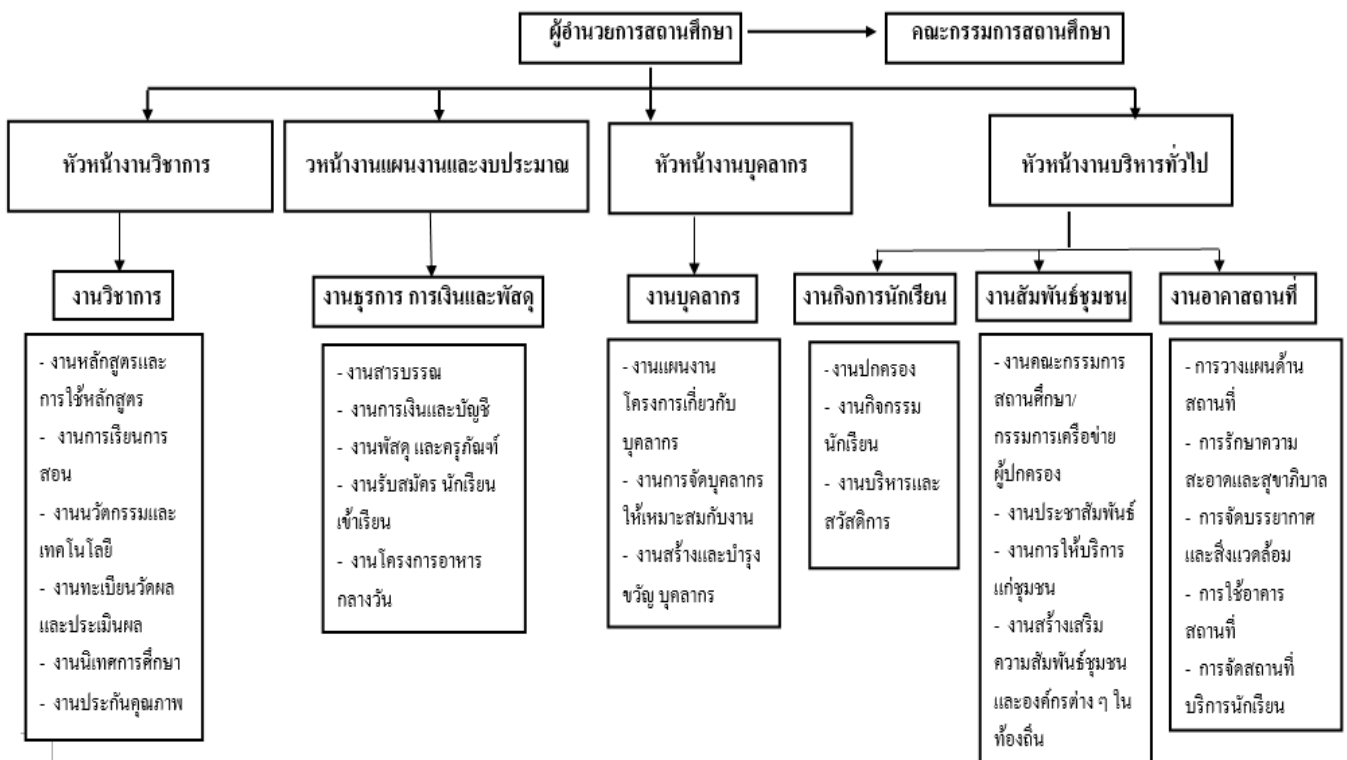 ผู้อำนวยการสถานศึกษา
คณะกรรมการสถานศึกษา
หัวหน้างานวิชาการ
วหน้างานแผนงานและงบประมาณ
หัวหน้างานบุคลากร
หัวหน้างานบริหารทั่วไป
งานวิชาการ
งานธุรการ การเงินและพัสดุ
งานบุคลากร
งานกิจการนักเรียน
งานสัมพันธ์ชุมชน
งานอาคาสถานที่
- งานหลักสูตรและ
การใช้หลักสูตร
- งานการเรียนการ
สอน
- งานนวัตกรรมและ
เทคโนโลยี
- งานทะเบียนวัดผล
และประเมินผล
- งานนิเทศการศึกษา
- งานประกันคุณภาพ
- งานสารบรรณ
- งานการเงินและบัญชี
- งานพัสดุ และครุภัณฑ์
- งานรับสมัคร นักเรียน
เข้าเรียน
- งานโครงการอาหาร
กลางวัน
- งานแผนงาน
โครงการเกี่ยวกับ
บุคลากร
- งานการจัดบุคลากร
ให้เหมาะสมกับงาน
- งานสร้างและบำรุง
ขวัญ บุคลากร
- งานปกครอง
- งานกิจกรรม
นักเรียน
- งานบริหารและ
สวัสดิการ
- งานคณะกรรมการ
สถานศึกษา/
กรรมการเครือข่าย
ผู้ปกครอง
- งานประชาสัมพันธ์
- งานการให้บริการ
แก่ชุมชน
- งานสร้างเสริม
ความสัมพันธ์ชุมชน
และองค์กรต่าง ๆ ใน
ท้องถิ่น
- การวางแผนด้าน
สถานที่
- การรักษาความ
สะอาดและสุขาภิบาล
- การจัดบรรยากาศ
และสิ่งแวดล้อม
- การใช้อาคาร
สถานที่
- การจัดสถานที่
บริการนักเรียน